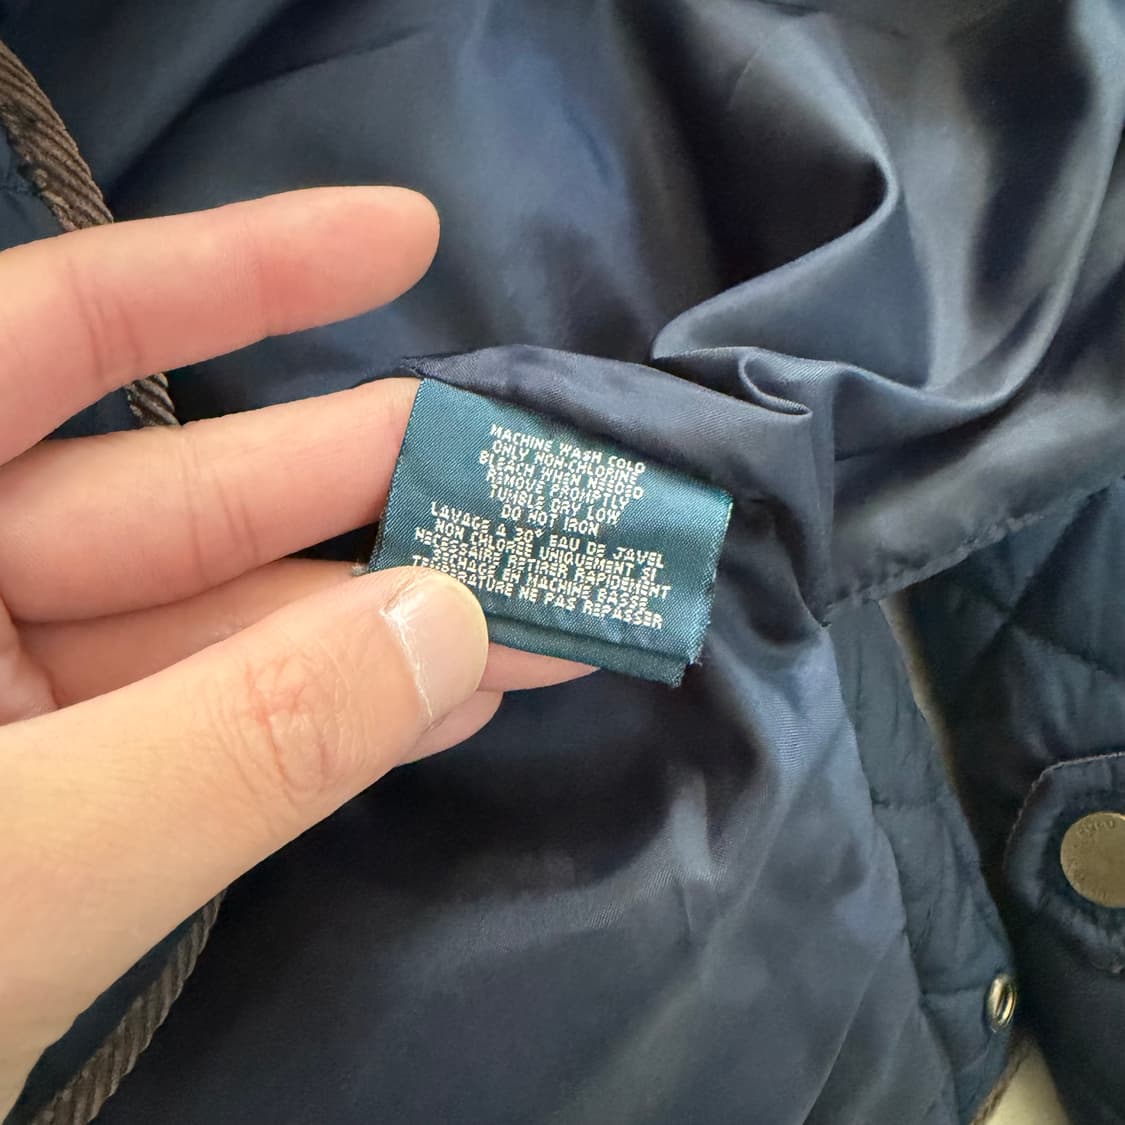 MACHINE WASH COLD
ONLY NON-CHLORINE
BLEACH WHEN NEEDED
REMOVE PROMPTLY
TUMBLE DRY LOW
DO NOT IRON
LAVAGE A 30° EAU DE JAVEL
NON CHLORÉE UNIQUEMENT SI
NECESSAIRE RETIRER RAPIDEMENT
SECHAGE EN MACHINE BASSE
TEMPERATURE NE PAS REPASSER